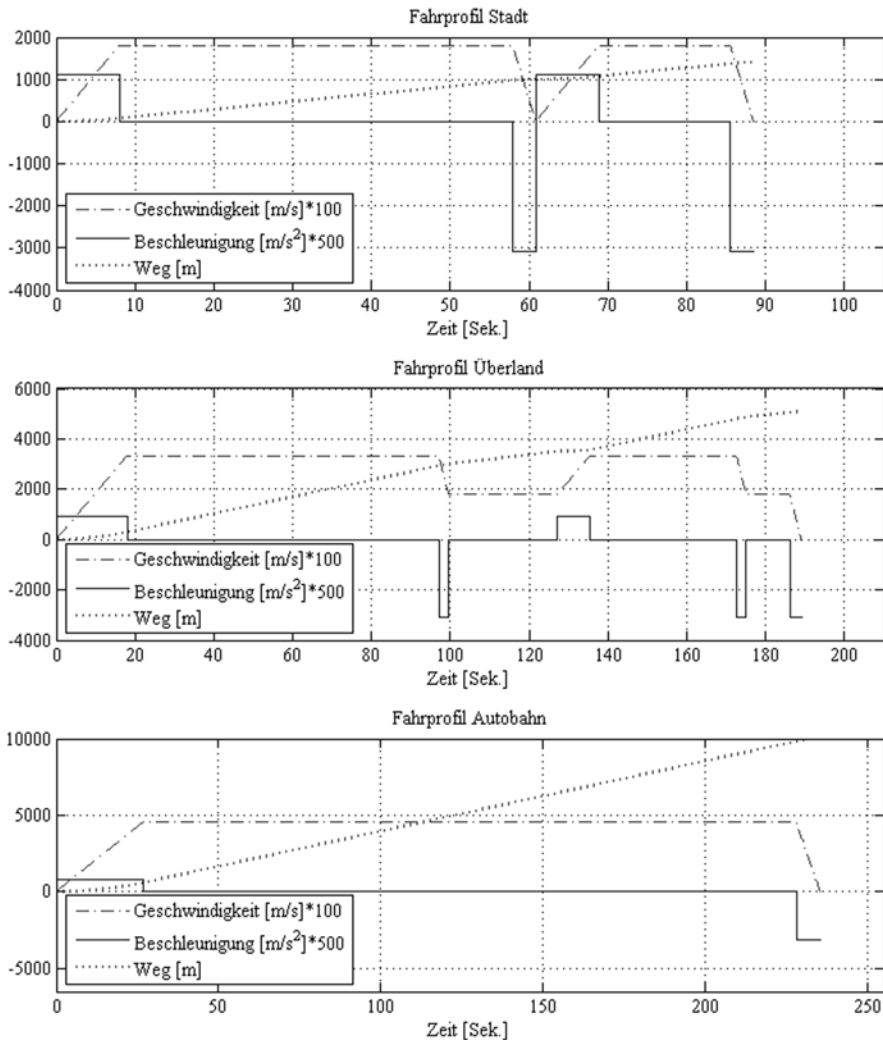 Fahrprofil Stadt
2000
1000
0
-1000
-2000
-3000
-4000
Geschwindigkeit [m/s]*100
Beschleunigung [m/s²]*500
Weg [m]
0 10 20 30 40 50 60 70 80 90 100
Zeit [Sek.]
Fahrprofil Überland
6000
4000
2000
0
-2000
-4000
Geschwindigkeit [m/s]*100
Beschleunigung [m/s²]*500
Weg [m]
0 20 40 60 80 100 120 140 160 180 200
Zeit [Sek.]
Fahrprofil Autobahn
10000
5000
0
-5000
Geschwindigkeit [m/s]*100
Beschleunigung [m/s²]*500
Weg [m]
0 50 100 150 200 250
Zeit [Sek.]